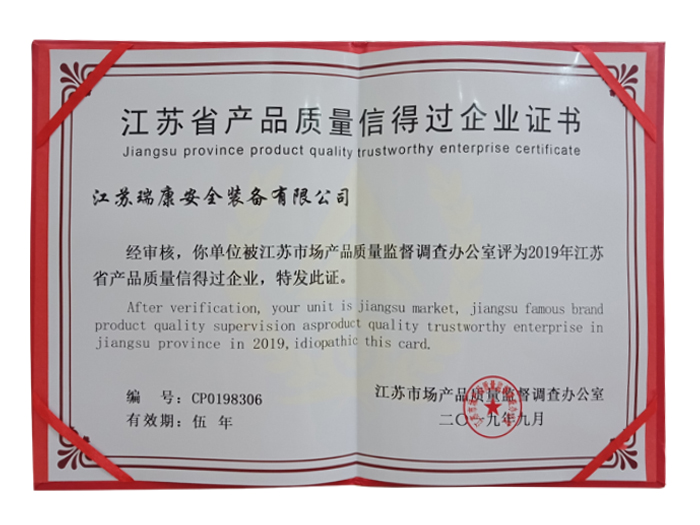 江苏省产品质量信得过企业证书
Jiangsu province product quality trustworthy enterprise certificate
江苏瑞康安全装备有限公司
经审核，你单位被江苏市场产品质量监督调查办公室评为2019年江苏
省产品质量信得过企业，特发此证。
After verification, your unit is jiangsu market, jiangsu famous brand
product quality supervision asproduct quality trustworthy enterprise in
jiangsu province in 2019,idiopathic this card.
编 号:CP0198306
有效期:伍 年
江苏市场产品质量监督调查办公室
二〇一九年九月